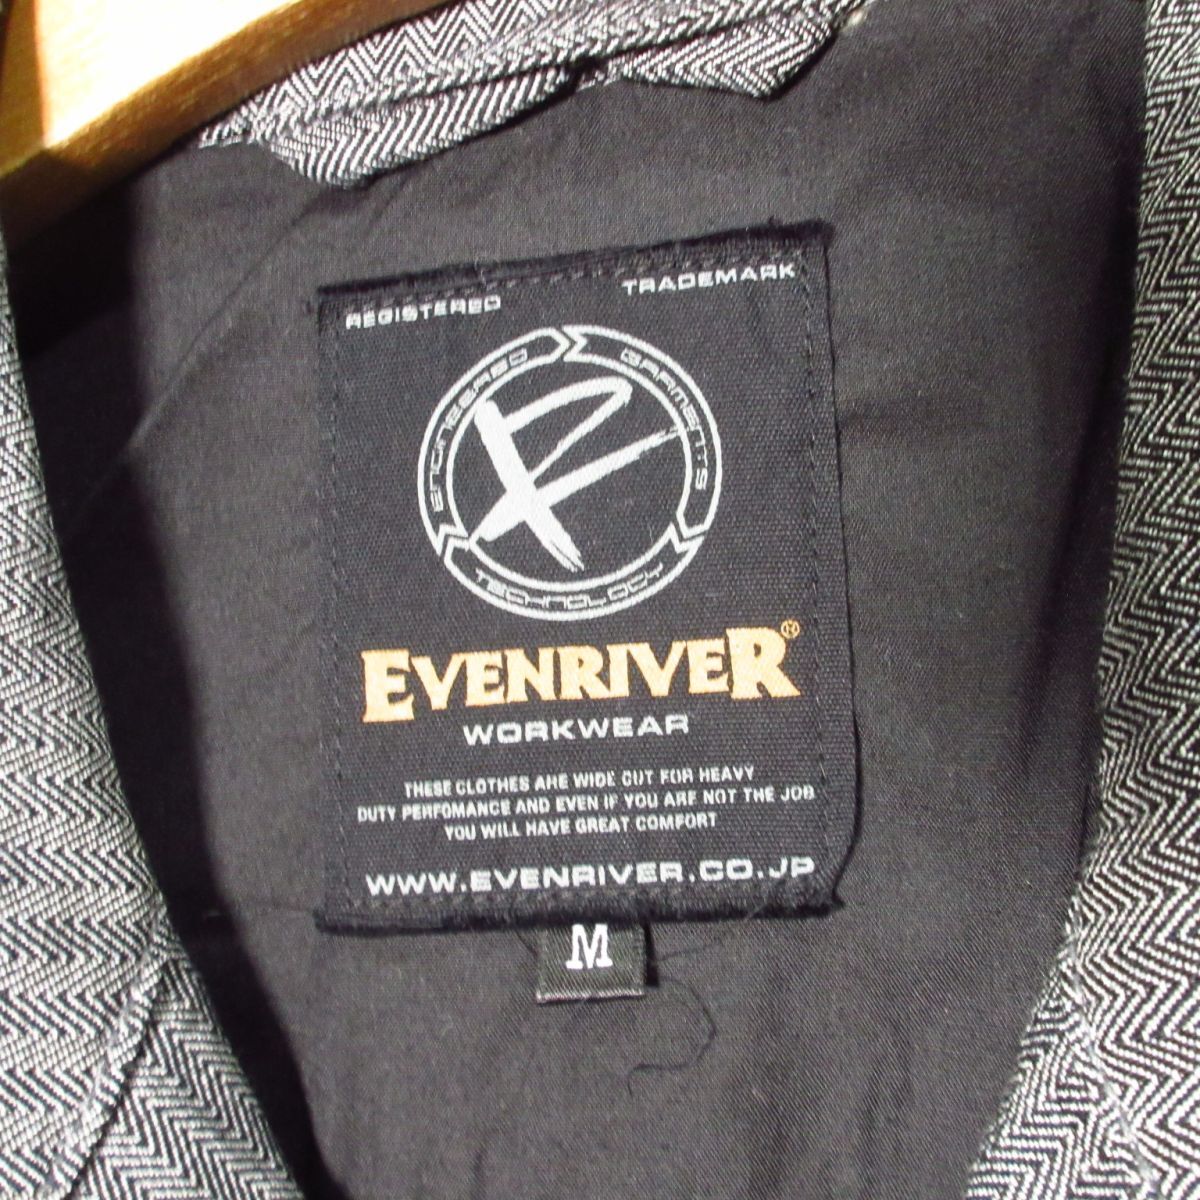 REGISTERED TRADEMARK
ENGINEERED GARMENTS
TECHNOLOGY
EVENRIVER®
WORKWEAR
THESE CLOTHES ARE WIDE CUT FOR HEAVY
DUTY PERFOMANCE AND EVEN IF YOU ARE NOT THE JOB
YOU WILL HAVE GREAT COMFORT
WWW.EVENRIVER.CO.JP
M